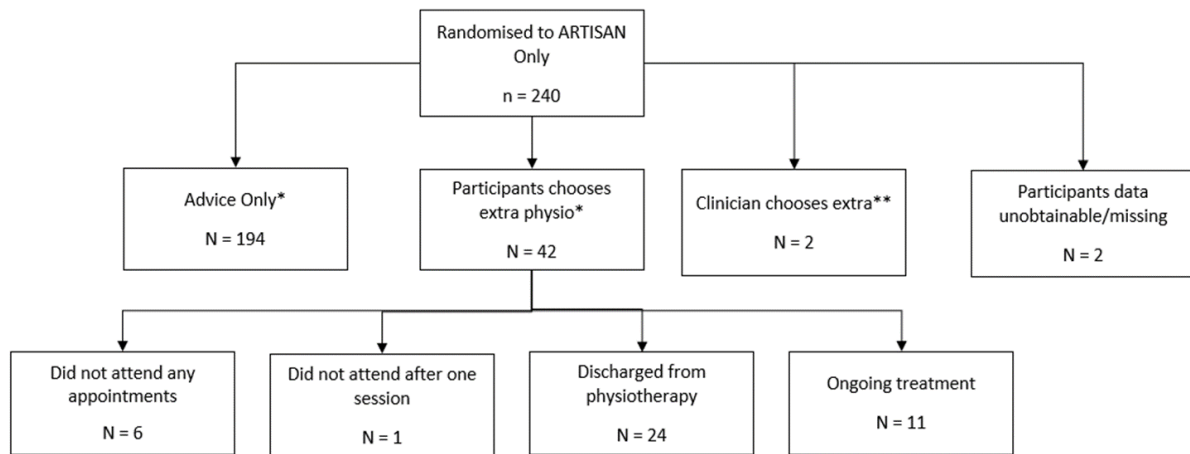 Randomised to ARTISAN
Only
n = 240
Advice Only*
N = 194
Participants chooses
extra physio*
N = 42
Clinician chooses extra**
N = 2
Participants data
unobtainable/missing
N = 2
Did not attend any
appointments
N = 6
Did not attend after one
session
N = 1
Discharged from
physiotherapy
N = 24
Ongoing treatment
N = 11